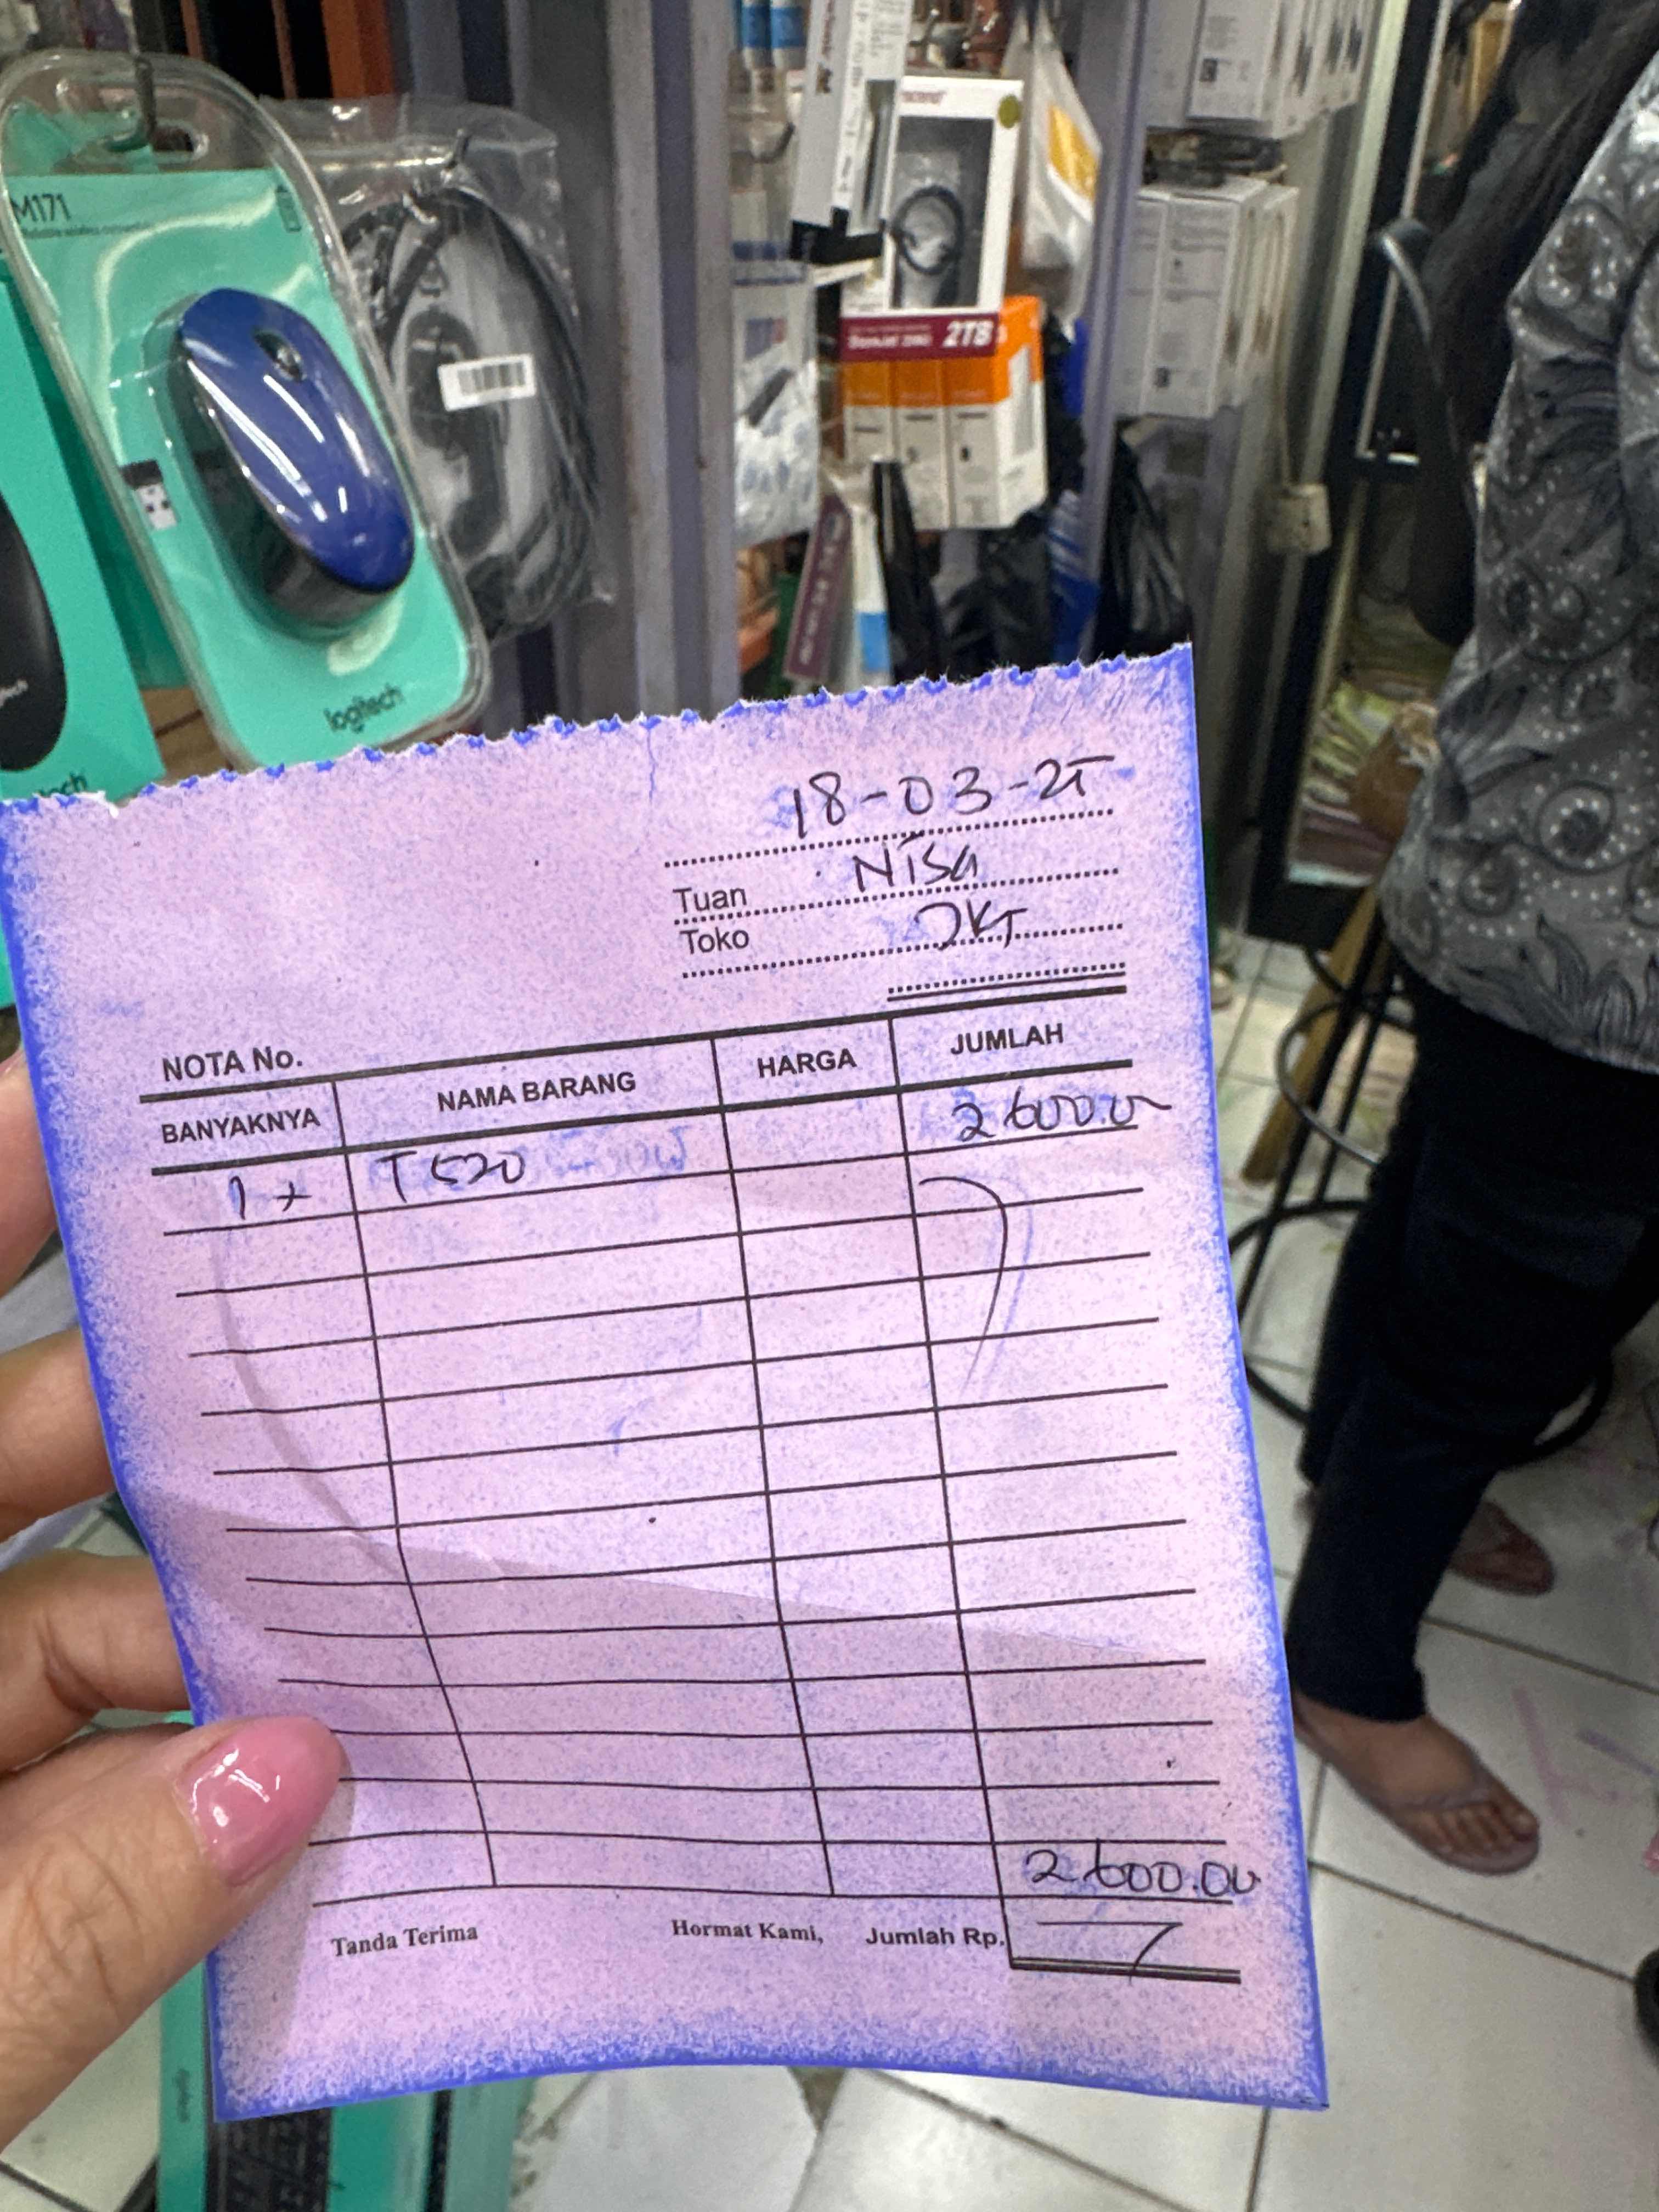 M171
logitech
2TB
18-03-25
Tuan Nisa
Toko JKT
NOTA No.
BANYAKNYA NAMA BARANG HARGA JUMLAH
1 x T520 2.600.00
2.600.00
Tanda Terima Hormat Kami, Jumlah Rp.